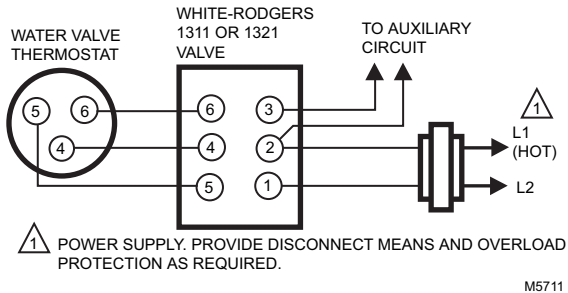 WATER VALVE
THERMOSTAT
WHITE-RODGERS
1311 OR 1321
VALVE
TO AUXILIARY
CIRCUIT
5
6
4
6
4
5
3
2
1
1
L1
(HOT)
L2
1 POWER SUPPLY. PROVIDE DISCONNECT MEANS AND OVERLOAD
PROTECTION AS REQUIRED.
M5711